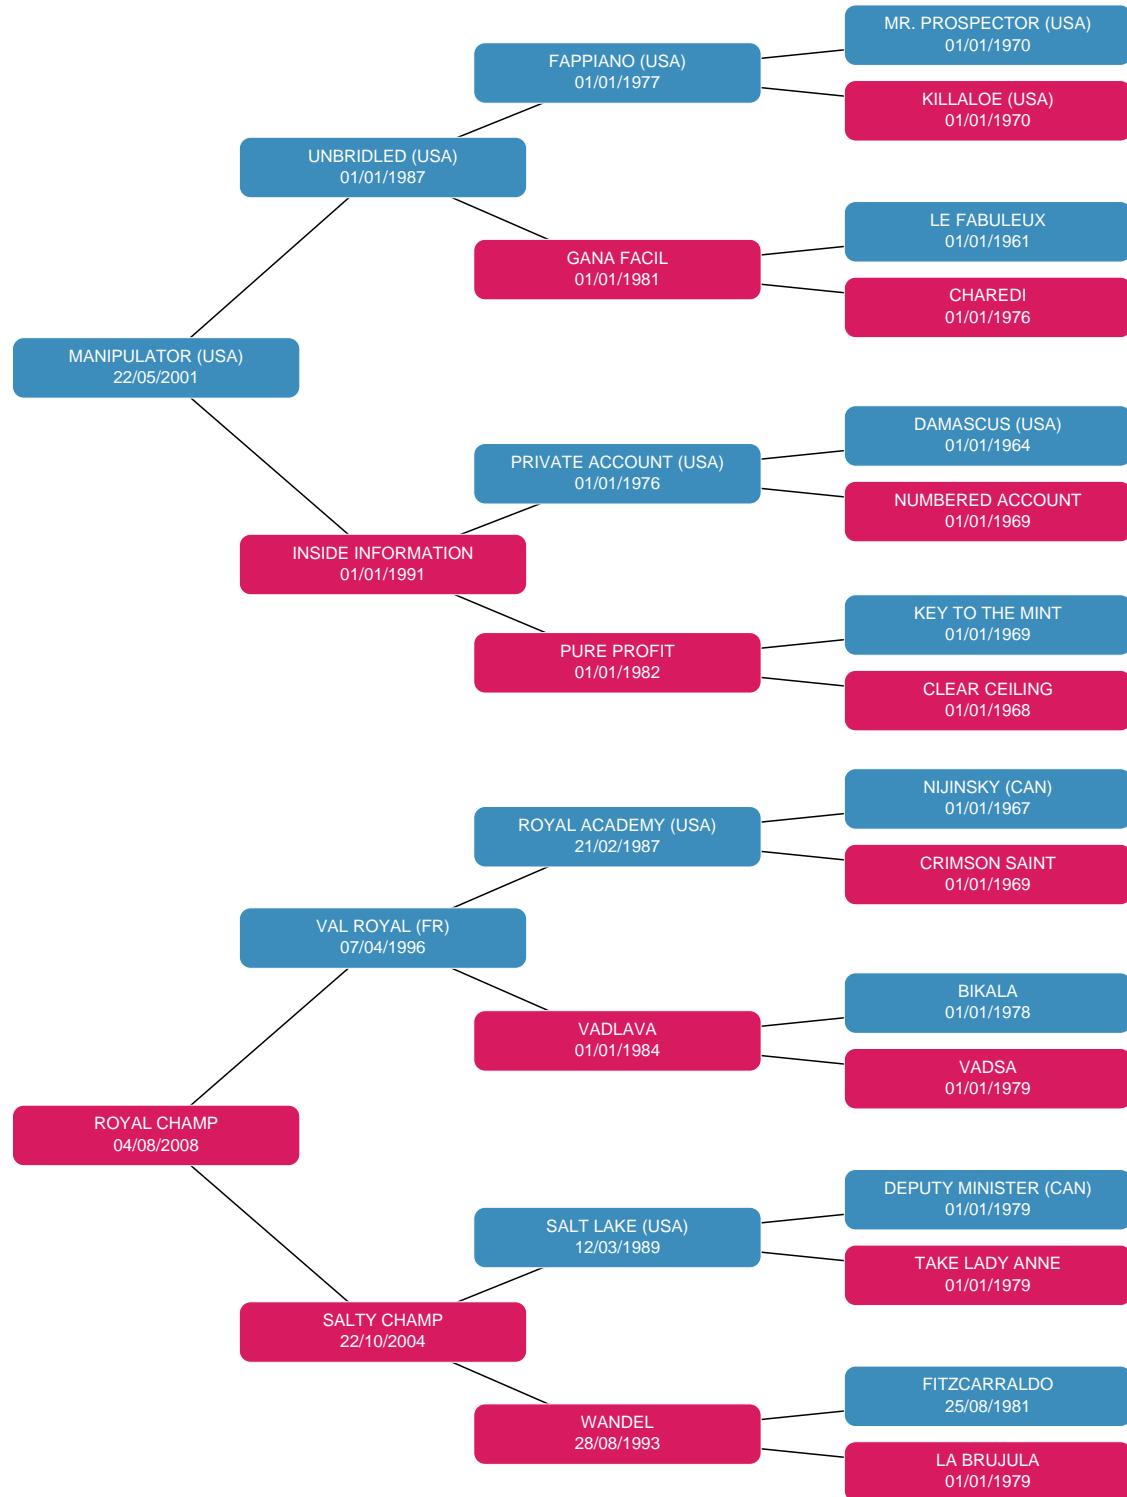 MR. PROSPECTOR (USA)
01/01/1970
FAPPIANO (USA)
01/01/1977
KILLALOE (USA)
01/01/1970
UNBRIDLED (USA)
01/01/1987
LE FABULEUX
01/01/1961
GANA FACIL
01/01/1981
CHAREDI
01/01/1976
MANIPULATOR (USA)
22/05/2001
DAMASCUS (USA)
01/01/1964
PRIVATE ACCOUNT (USA)
01/01/1976
NUMBERED ACCOUNT
01/01/1969
INSIDE INFORMATION
01/01/1991
KEY TO THE MINT
01/01/1969
PURE PROFIT
01/01/1982
CLEAR CEILING
01/01/1968
NIJINSKY (CAN)
01/01/1967
ROYAL ACADEMY (USA)
21/02/1987
CRIMSON SAINT
01/01/1969
VAL ROYAL (FR)
07/04/1996
BIKALA
01/01/1978
VADLAVA
01/01/1984
VADSA
01/01/1979
ROYAL CHAMP
04/08/2008
DEPUTY MINISTER (CAN)
01/01/1979
SALT LAKE (USA)
12/03/1989
TAKE LADY ANNE
01/01/1979
SALTY CHAMP
22/10/2004
FITZCARRALDO
25/08/1981
WANDEL
28/08/1993
LA BRUJULA
01/01/1979